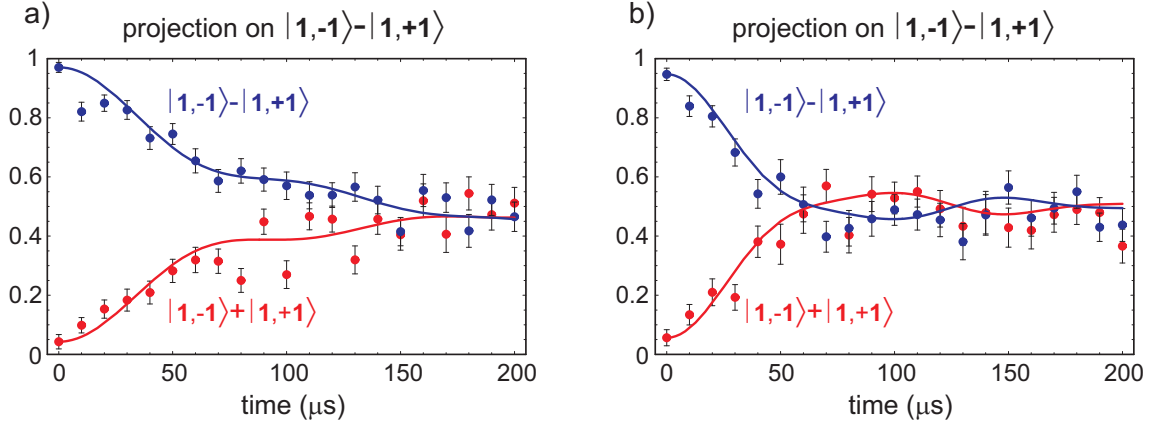 a)
projection on |1,-1⟩−|1,+1⟩
1
0.8
0.6
0.4
0.2
0
|1,-1⟩−|1,+1⟩
|1,-1⟩+|1,+1⟩
0 50 100 150 200
time (μs)
b)
projection on |1,-1⟩−|1,+1⟩
1
0.8
0.6
0.4
0.2
0
|1,-1⟩−|1,+1⟩
|1,-1⟩+|1,+1⟩
0 50 100 150 200
time (μs)